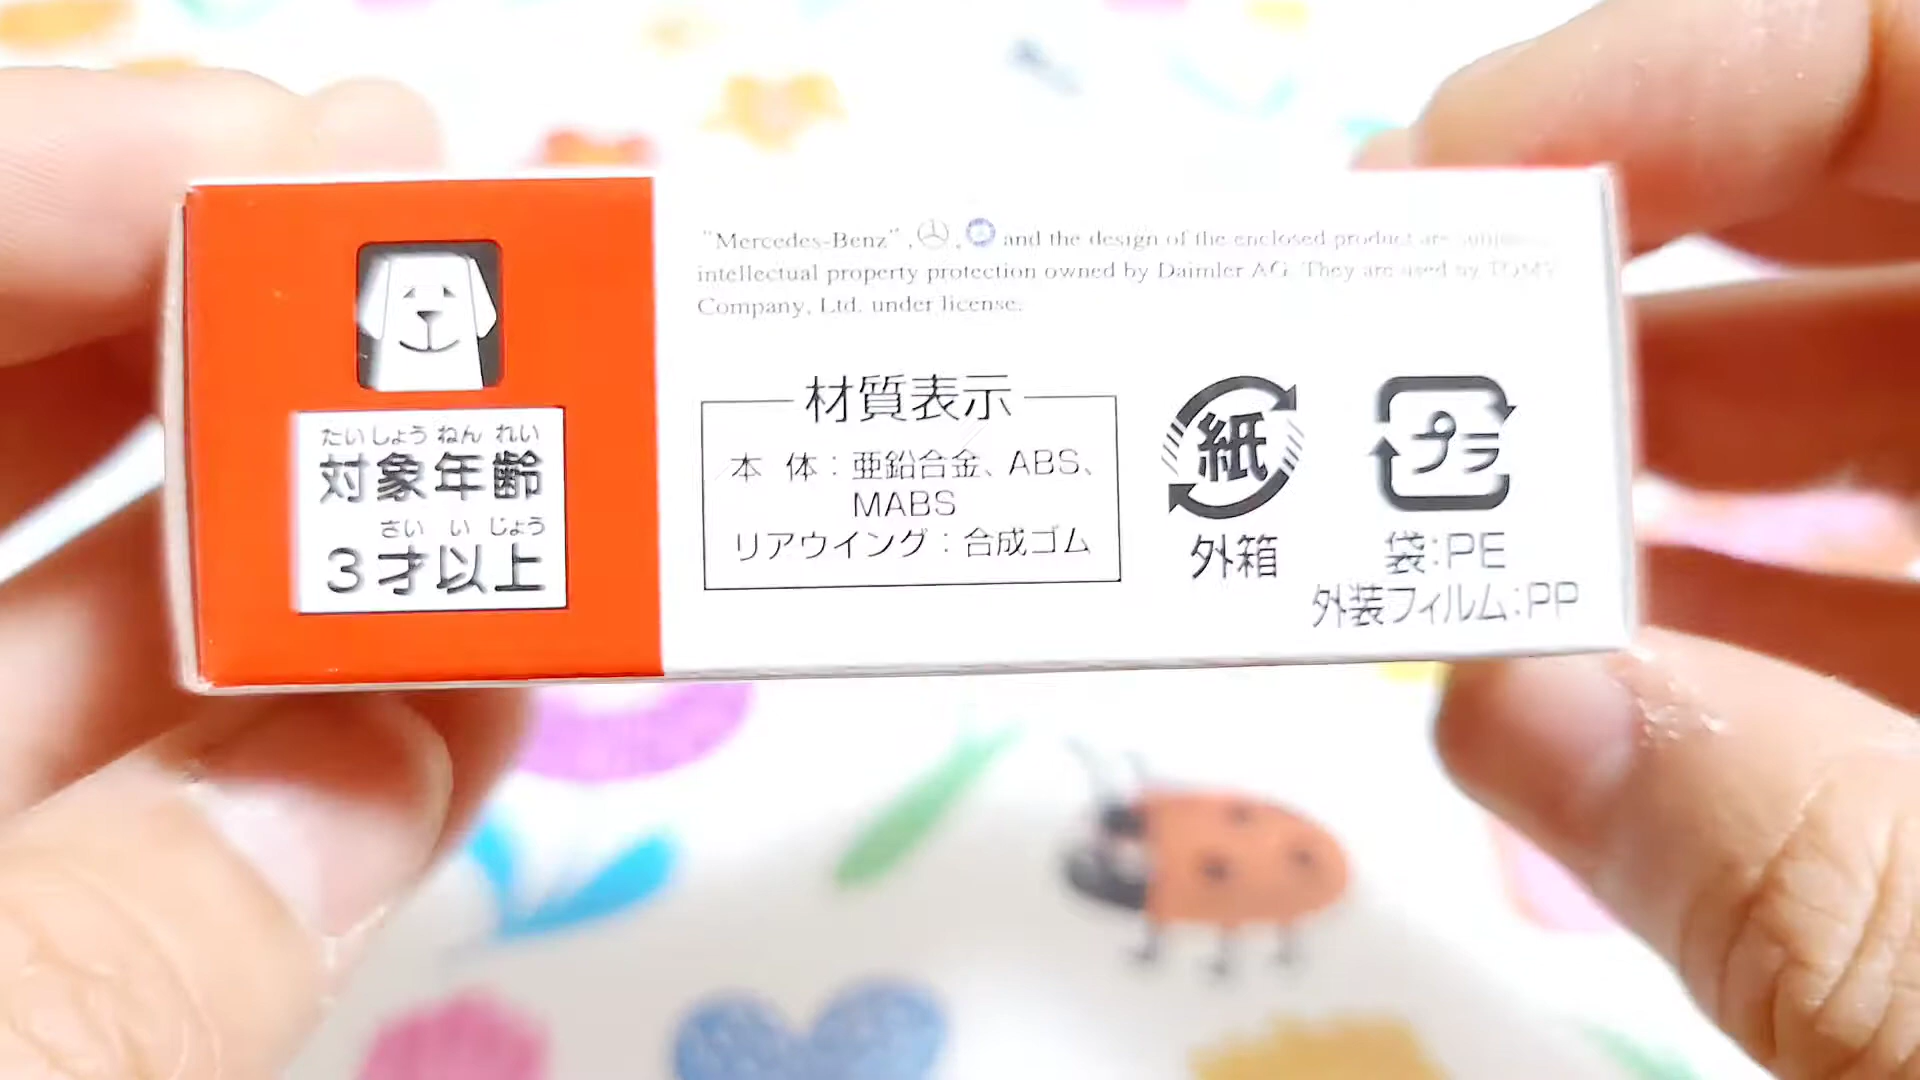 たいしょう ねん れい
対象年齢
さい い じょう
3才以上
"Mercedes-Benz", , and the design of the enclosed product are
intellectual property protection owned by Daimler AG. They are used by TOMY
Company, Ltd. under license.
材質表示
本 体：亜鉛合金、ABS、
MABS
リアウイング：合成ゴム
紙
外箱
プラ
袋：PE
外装フィルム：PP